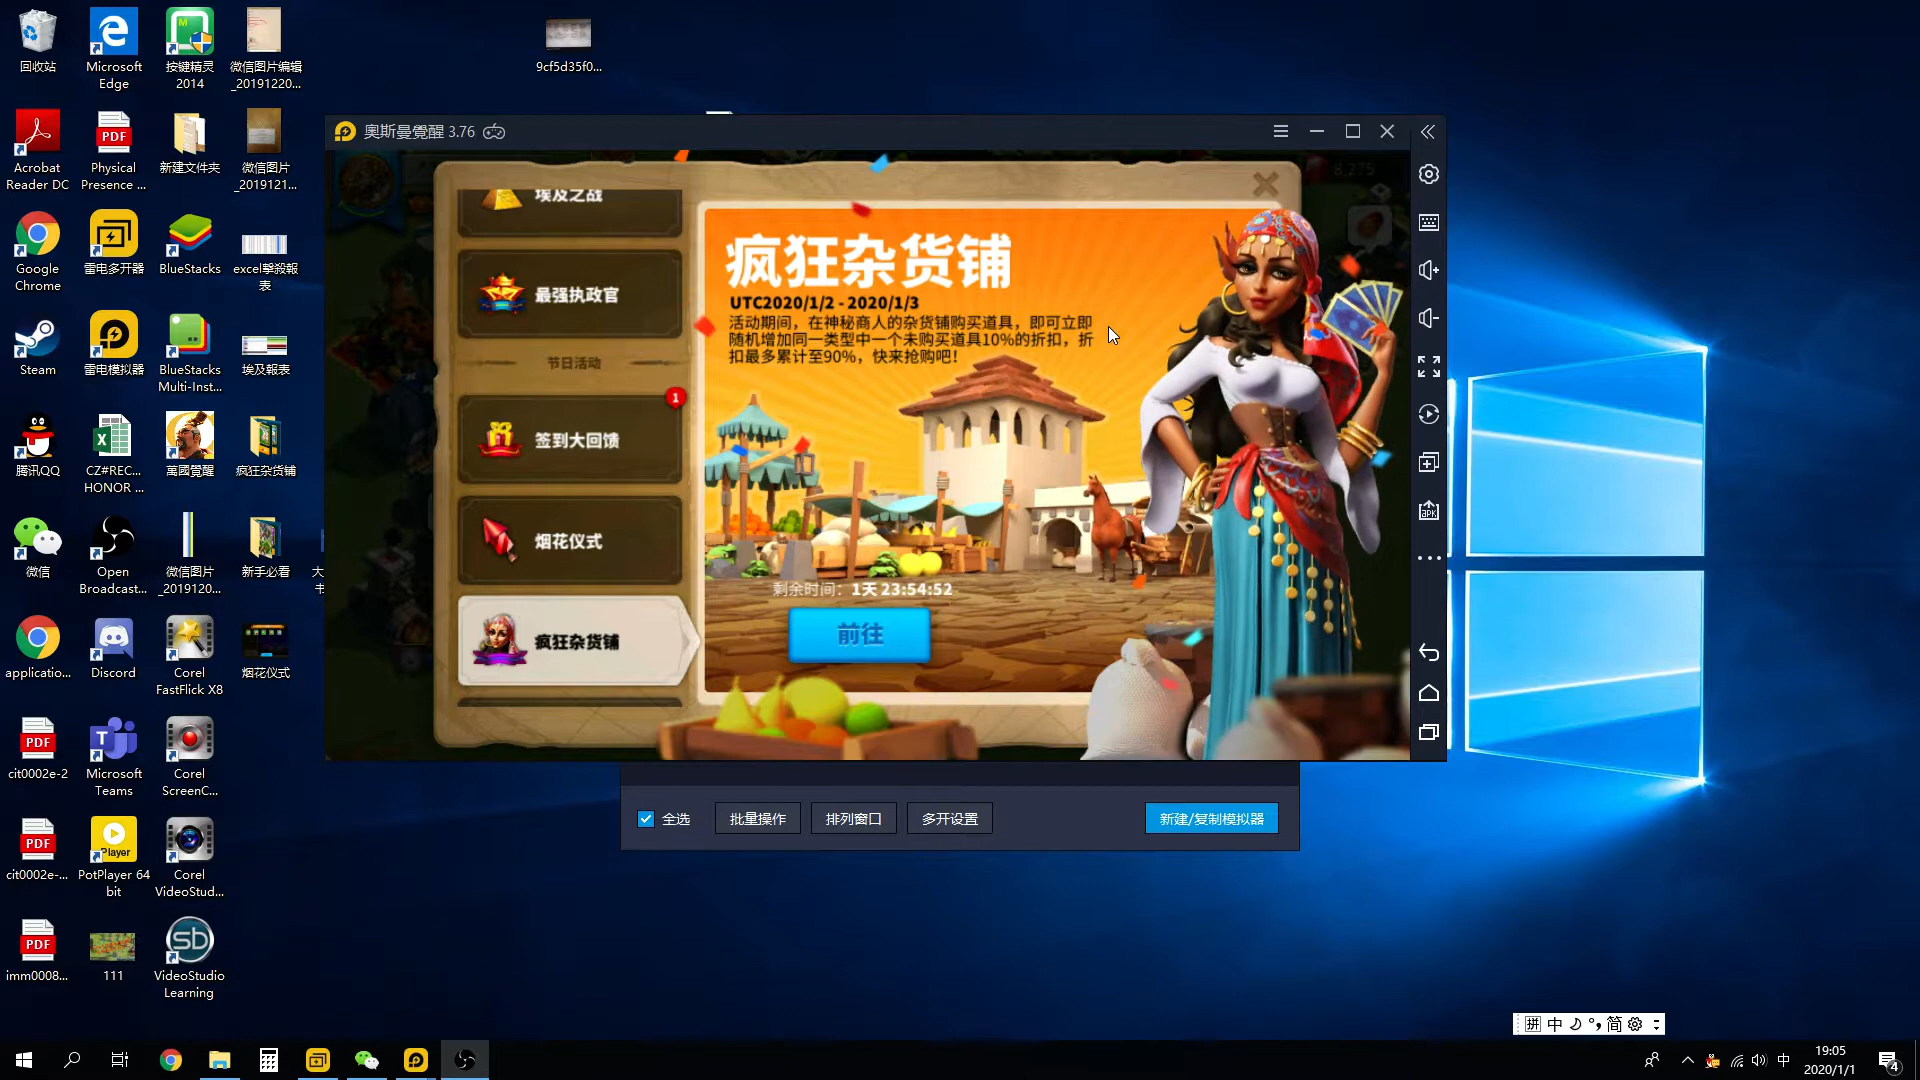 回收站
Microsoft
Edge
按键精灵
2014
微信图片编辑
_20191220...
9cf5d35f0...
Acrobat
Reader DC
Physical
Presence ...
新建文件夹
微信图片
_2019121...
Google
Chrome
雷电多开器
BlueStacks
excel擊殺報
表
Steam
雷电模拟器
BlueStacks
Multi-Inst...
埃及報表
腾讯QQ
CZ#REC...
HONOR ...
萬國覺醒
疯狂杂货铺
微信
Open
Broadcast...
微信图片
_2019120...
新手必看
大
书
applicatio...
Discord
Corel
FastFlick X8
烟花仪式
cit0002e-2
Microsoft
Teams
Corel
ScreenC...
cit0002e-...
PotPlayer 64
bit
Corel
VideoStud...
imm0008...
111
VideoStudio
Learning
奧斯曼覺醒 3.76
8,275
埃及之战
最强执政官
节日活动
1
签到大回馈
烟花仪式
疯狂杂货铺
疯狂杂货铺
UTC2020/1/2 - 2020/1/3
活动期间，在神秘商人的杂货铺购买道具，即可立即
随机增加同一类型中一个未购买道具10%的折扣，折
扣最多累计至90%，快来抢购吧！
剩余时间： 1天 23:54:52
前往
全选
批量操作
排列窗口
多开设置
新建/复制模拟器
拼 中 简
中
19:05
2020/1/1
4